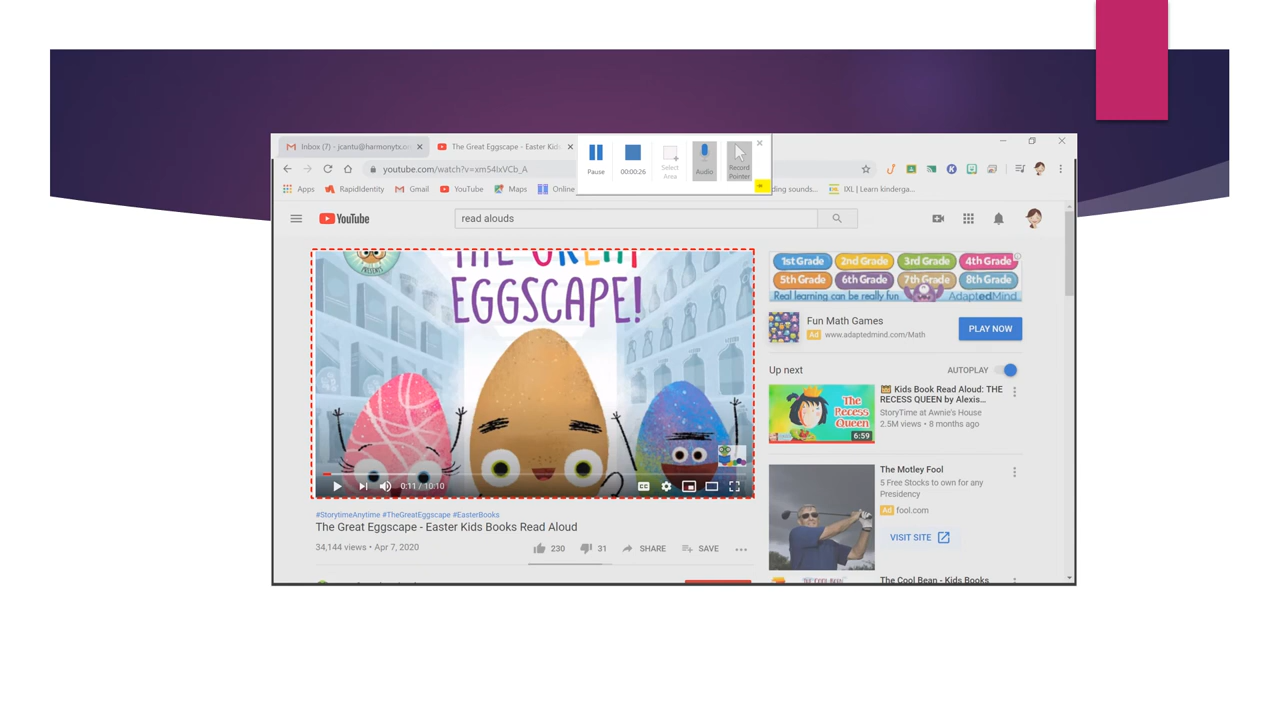 Inbox (7) - jcantu@harmonytx.o
The Great Eggscape - Easter Kid
Pause
00:00:26
Select
Area
Audio
Record
Pointer
youtube.com/watch?v=xm54IxVCb_A
Apps
RapidIdentity
Gmail
YouTube
Maps
Online
ding sounds...
IXL | Learn kinderga...
YouTube
read alouds
PRESENTS
THE GREAT
EGGSCAPE!
0:11 / 10:10
CC
#StorytimeAnytime #TheGreatEggscape #EasterBooks
The Great Eggscape - Easter Kids Books Read Aloud
34,144 views • Apr 7, 2020
230
31
SHARE
SAVE
1st Grade 2nd Grade 3rd Grade 4th Grade
5th Grade 6th Grade 7th Grade 8th Grade
Real learning can be really fun AdaptedMind
Fun Math Games
Ad www.adaptedmind.com/Math
PLAY NOW
Up next
AUTOPLAY
The
Recess
Queen
6:59
Kids Book Read Aloud: THE
RECESS QUEEN by Alexis...
StoryTime at Awnie's House
2.5M views • 8 months ago
The Motley Fool
5 Free Stocks to own for any
Presidency
Ad fool.com
VISIT SITE
The Cool Bean - Kids Books